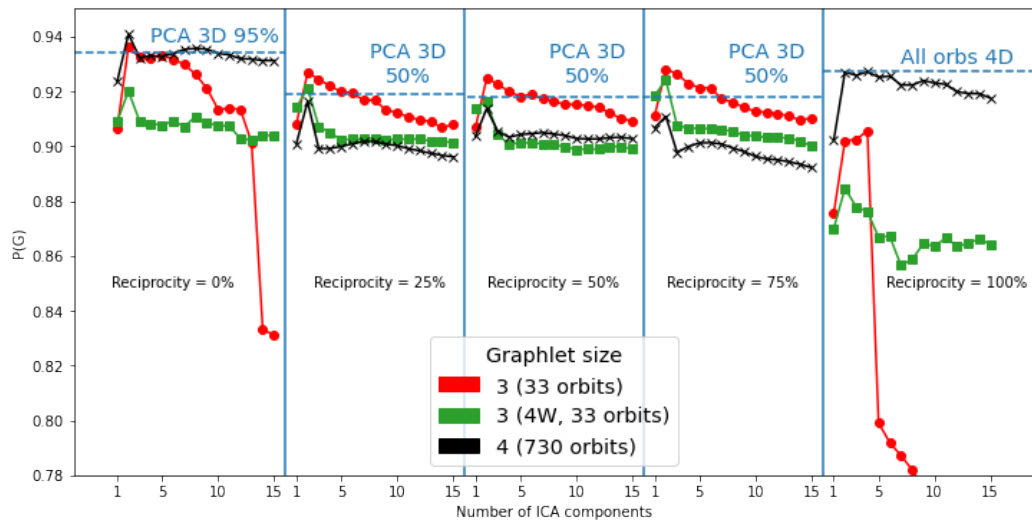 0.94
0.92
0.90
0.88
0.86
0.84
0.82
0.80
0.78
P(G)
PCA 3D 95%
PCA 3D
50%
PCA 3D
50%
PCA 3D
50%
All orbs 4D
Reciprocity = 0%
Reciprocity = 25%
Reciprocity = 50%
Reciprocity = 75%
Reciprocity = 100%
Graphlet size
3 (33 orbits)
3 (4W, 33 orbits)
4 (730 orbits)
1 5 10 15 1 5 10 15 1 5 10 15 1 5 10 15 1 5 10 15
Number of ICA components